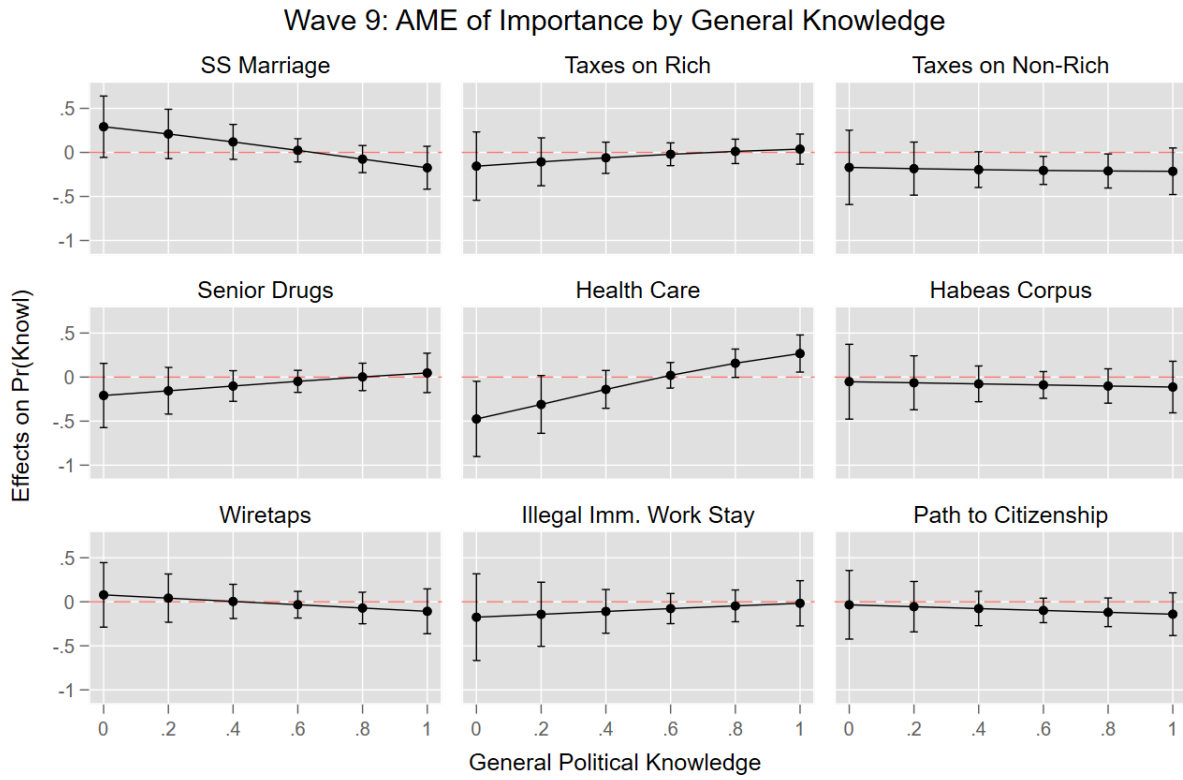 Wave 9: AME of Importance by General Knowledge
SS Marriage Taxes on Rich Taxes on Non-Rich
.5
0
-.5
-1
Senior Drugs Health Care Habeas Corpus
.5
0
-.5
-1
Effects on Pr(Knowl)
Wiretaps Illegal Imm. Work Stay Path to Citizenship
.5
0
-.5
-1
0 .2 .4 .6 .8 1 0 .2 .4 .6 .8 1 0 .2 .4 .6 .8 1
General Political Knowledge